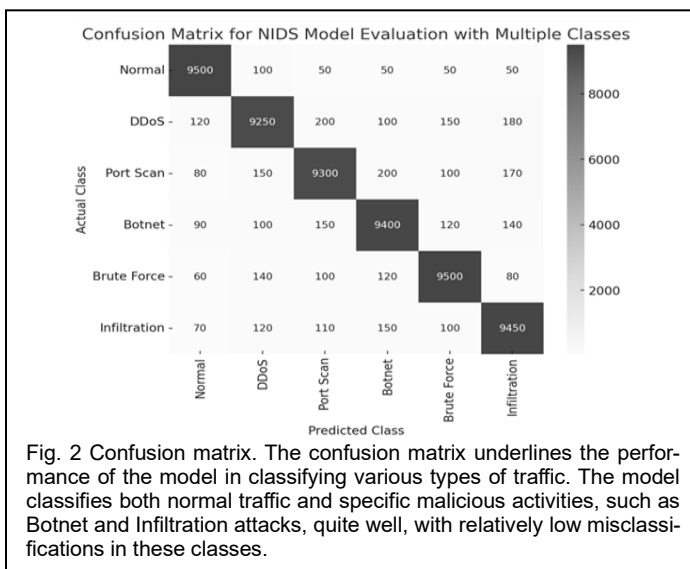 Confusion Matrix for NIDS Model Evaluation with Multiple Classes
Normal 9500 100 50 50 50 50
DDoS 120 9250 200 100 150 180
Port Scan 80 150 9300 200 100 170
Botnet 90 100 150 9400 120 140
Brute Force 60 140 100 120 9500 80
Infiltration 70 120 110 150 100 9450
Actual Class
Normal DDoS Port Scan Botnet Brute Force Infiltration
Predicted Class
8000
6000
4000
2000
Fig. 2 Confusion matrix. The confusion matrix underlines the perfor-
mance of the model in classifying various types of traffic. The model
classifies both normal traffic and specific malicious activities, such as
Botnet and Infiltration attacks, quite well, with relatively low misclassi-
fications in these classes.